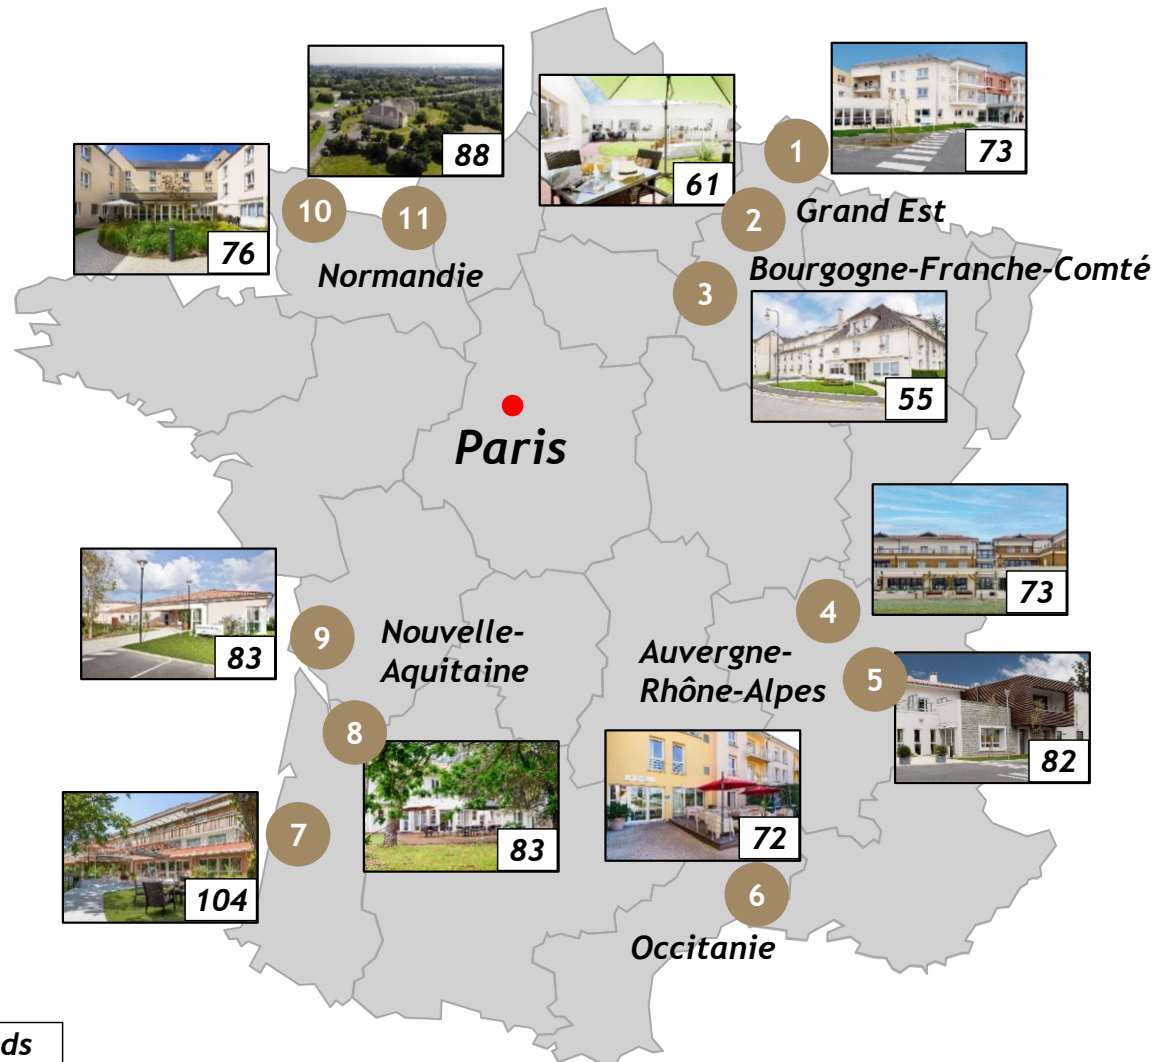 88
1
73
76
10
11
61
2
Grand Est
Normandie
3
Bourgogne-Franche-Comté
55
Paris
73
4
83
9
Nouvelle-
Aquitaine
Auvergne-
Rhône-Alpes
5
82
8
83
72
7
104
6
Occitanie